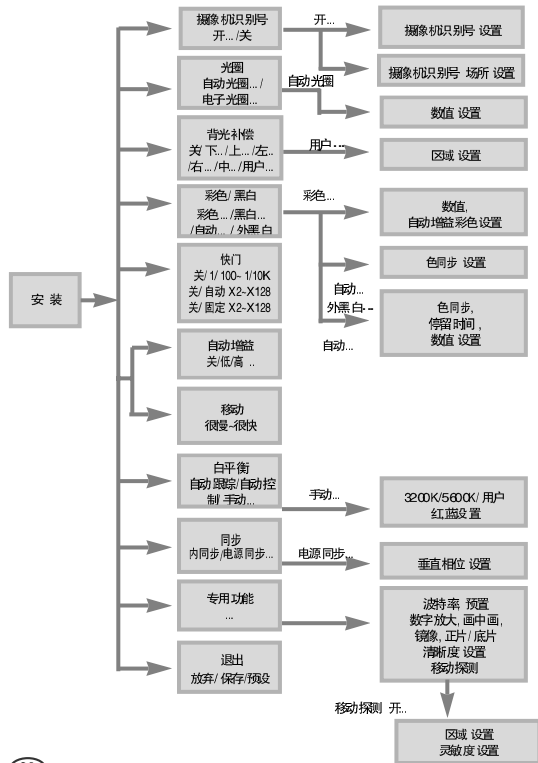 安 装
摄象机识别号
开... /关
开...
摄象机识别号 设置
摄象机识别号 场所 设置
光圈
自动光圈... /
电子光圈...
自动光圈
数值 设置
背光补偿
关/ 下.. /上... /左..
/右... /中... /用户...
用户...
区域 设置
彩色/ 黑白
彩色... /黑白...
/自动.... / 外黑白
彩色...
数值,
自动增益彩色设置
自动...
色同步 设置
外黑白...
自动...
色同步,
停留时间 ,
数值 设置
快门
关/ 1/ 100~ 1/10K
关/ 自动 X2~X128
关/ 固定 X2~X128
自动增益
关/低/高 ..
移动
很慢~很快
白平衡
自动 跟踪/自动控
制/ 手动...
手动...
3200K/5600K/ 用户
红,蓝设置
同步
内同步/电源 同步...
电源 同步...
垂直相位 设置
专用 功能
...
波特率, 预置
数字放大, 画中画,
镜像, 正片/ 底片
清晰度 设置
移动探测
移动探测 开...
区域 设置
灵敏度 设置
退出
放弃/ 保存/预设